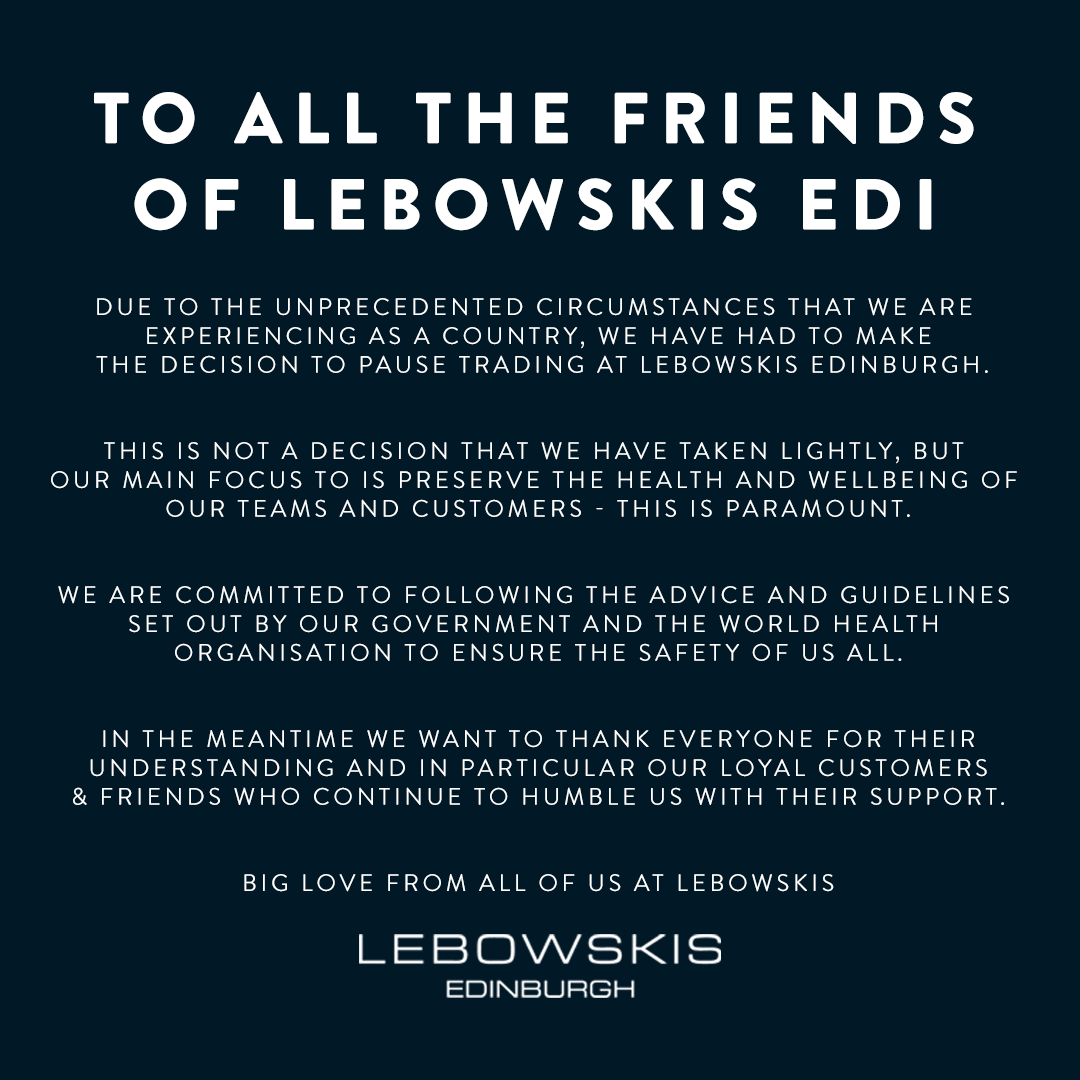 TO ALL THE FRIENDS
OF LEBOWSKIS EDI
DUE TO THE UNPRECEDENTED CIRCUMSTANCES THAT WE ARE
EXPERIENCING AS A COUNTRY, WE HAVE HAD TO MAKE
THE DECISION TO PAUSE TRADING AT LEBOWSKIS EDINBURGH.
THIS IS NOT A DECISION THAT WE HAVE TAKEN LIGHTLY, BUT
OUR MAIN FOCUS TO IS PRESERVE THE HEALTH AND WELLBEING OF
OUR TEAMS AND CUSTOMERS - THIS IS PARAMOUNT.
WE ARE COMMITTED TO FOLLOWING THE ADVICE AND GUIDELINES
SET OUT BY OUR GOVERNMENT AND THE WORLD HEALTH
ORGANISATION TO ENSURE THE SAFETY OF US ALL.
IN THE MEANTIME WE WANT TO THANK EVERYONE FOR THEIR
UNDERSTANDING AND IN PARTICULAR OUR LOYAL CUSTOMERS
& FRIENDS WHO CONTINUE TO HUMBLE US WITH THEIR SUPPORT.
BIG LOVE FROM ALL OF US AT LEBOWSKIS
LEBOWSKIS
EDINBURGH